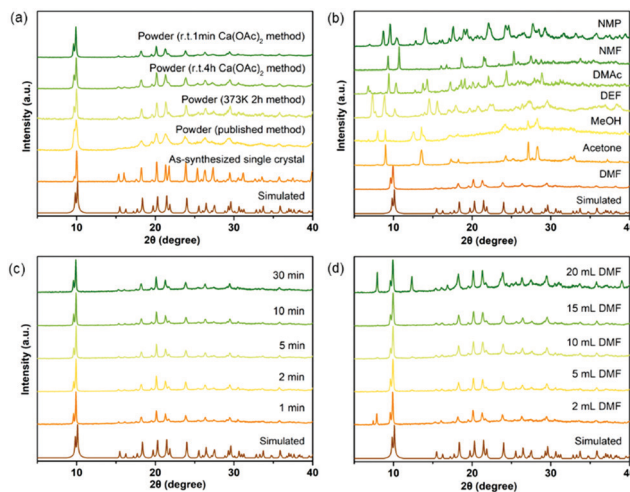 (a)
Powder (r.t.1min Ca(OAc)2 method)
Powder (r.t.4h Ca(OAc)2 method)
Powder (373K 2h method)
Powder (published method)
As-synthesized single crystal
Simulated
Intensity (a.u.)
10 20 30 40
2θ (degree)
(b)
NMP
NMF
DMAc
DEF
MeOH
Acetone
DMF
Simulated
Intensity (a.u.)
10 20 30 40
2θ (degree)
(c)
30 min
10 min
5 min
2 min
1 min
Simulated
Intensity (a.u.)
10 20 30 40
2θ (degree)
(d)
20 mL DMF
15 mL DMF
10 mL DMF
5 mL DMF
2 mL DMF
Simulated
Intensity (a.u.)
10 20 30 40
2θ (degree)